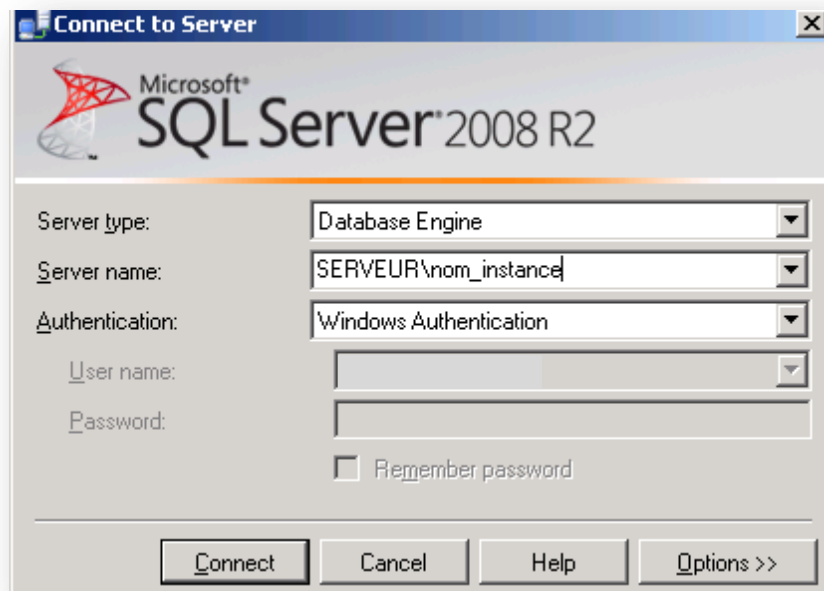 Connect to Server
Microsoft®
SQL Server® 2008 R2
Server type: Database Engine
Server name: SERVEUR\nom_instance
Authentication: Windows Authentication
User name:
Password:
Remember password
Connect Cancel Help Options >>